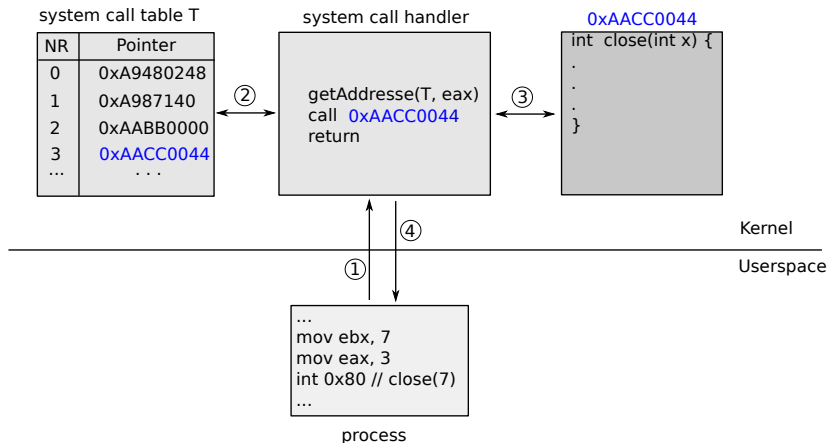 system call table T
NR Pointer
0 0xA9480248
1 0xA987140
2 0xAABB0000
3 0xAACC0044
... . . .
②
system call handler
getAddresse(T, eax)
call 0xAACC0044
return
③
0xAACC0044
int close(int x) {
.
.
.
}
Kernel
④
①
Userspace
...
mov ebx, 7
mov eax, 3
int 0x80 // close(7)
...
process